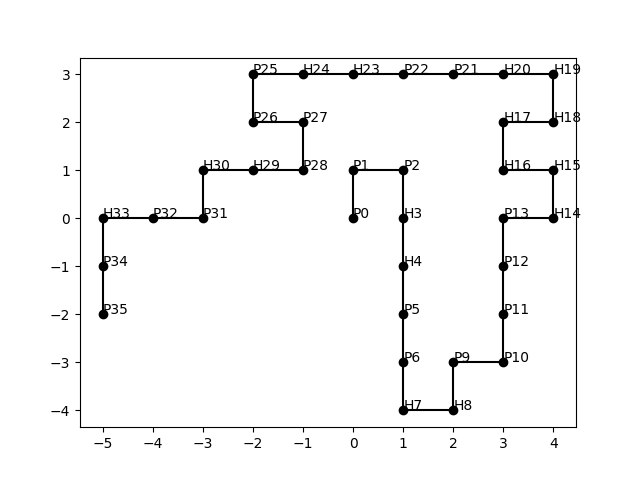 3 P25 H24 H23 P22 P21 H20 H19
2 P26 P27 H17 H18
1 H30 H29 P28 P1 P2 H16 H15
0 H33 P32 P31 P0 H3 P13 H14
−1 P34 H4 P12
−2 P35 P5 P11
−3 P6 P9 P10
−4 H7 H8
−5 −4 −3 −2 −1 0 1 2 3 4